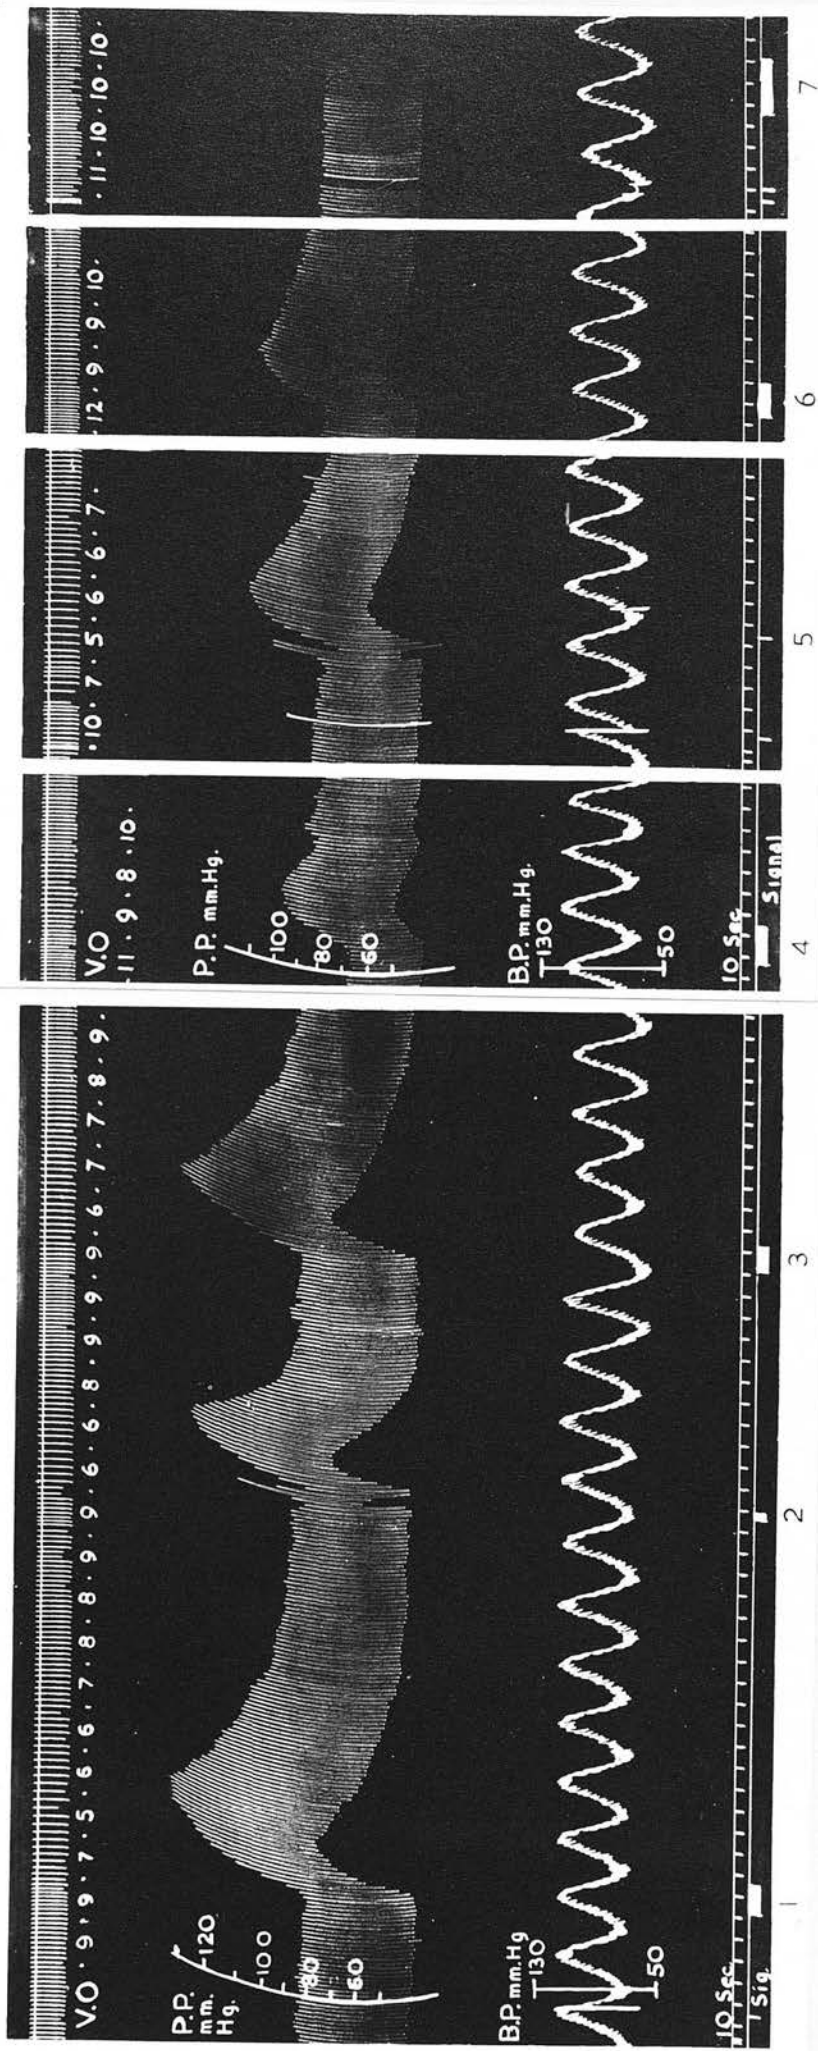 V.O · 9 · 9 · 7 · 5 · 6 · 6 · 7 · 8 · 8 · 9 · 9 · 6 · 6 · 8 · 9 · 9 · 9 · 6 · 7 · 7 · 8 · 9 ·
P.P.
mm.
Hg.
120
100
80
60
B.P. mm.Hg
130
50
10 Sec.
Sig.
1 2 3
V.O
11 · 9 · 8 · 10 ·
P.P. mm.Hg.
100
80
60
B.P. mm.Hg.
130
50
10 Sec
Signal
4
· 10 · 7 · 5 · 6 · 6 · 7 ·
5
12 · 9 · 9 · 10 ·
6
· 11 · 10 · 10 · 10 ·
7